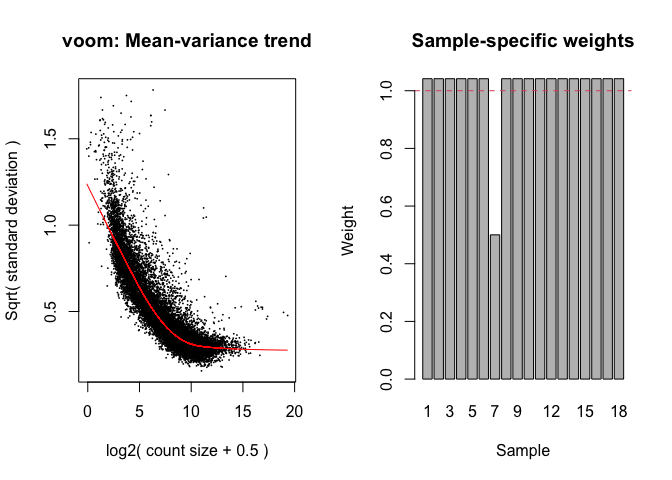 voom: Mean-variance trend
Sqrt( standard deviation )
0.5 1.0 1.5
0 5 10 15 20
log2( count size + 0.5 )
Sample-specific weights
Weight
0.0 0.2 0.4 0.6 0.8 1.0
1 3 5 7 9 12 15 18
Sample